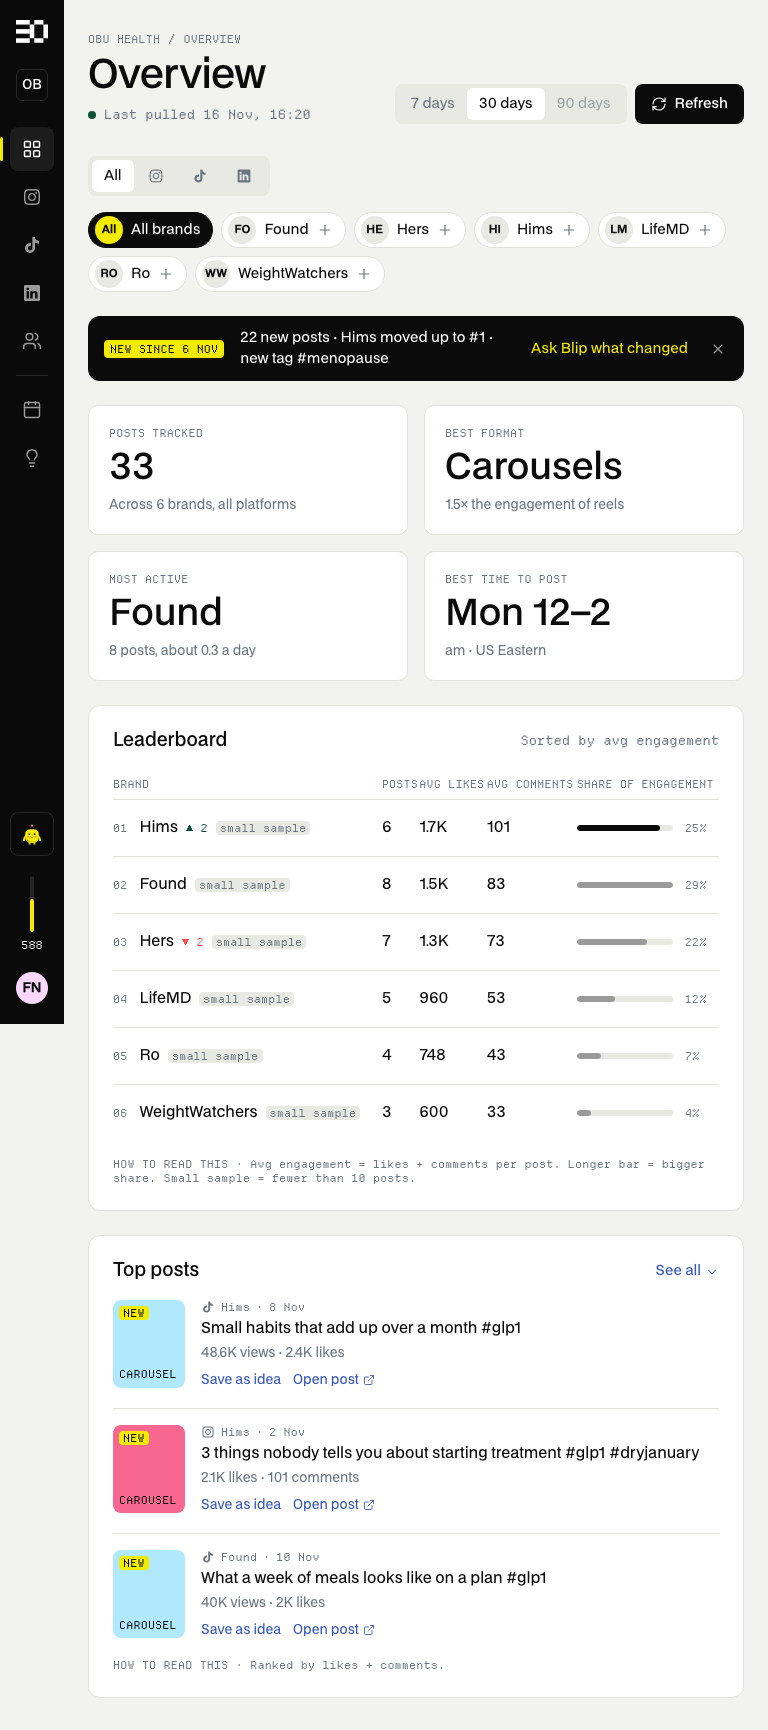 OB
588
FN
OBU HEALTH / OVERVIEW
Overview
Last pulled 16 Nov, 16:20
7 days 30 days 90 days
Refresh
All
All All brands
FO Found +
HE Hers +
HI Hims +
LM LifeMD +
RO Ro +
WW WeightWatchers +
NEW SINCE 6 NOV
22 new posts · Hims moved up to #1 ·
new tag #menopause
Ask Blip what changed
POSTS TRACKED
33
Across 6 brands, all platforms
BEST FORMAT
Carousels
1.5× the engagement of reels
MOST ACTIVE
Found
8 posts, about 0.3 a day
BEST TIME TO POST
Mon 12–2
am · US Eastern
Leaderboard
Sorted by avg engagement
BRAND POSTS AVG LIKES AVG COMMENTS SHARE OF ENGAGEMENT
01 Hims ▲ 2 small sample 6 1.7K 101 25%
02 Found small sample 8 1.5K 83 29%
03 Hers ▼ 2 small sample 7 1.3K 73 22%
04 LifeMD small sample 5 960 53 12%
05 Ro small sample 4 748 43 7%
06 WeightWatchers small sample 3 600 33 4%
HOW TO READ THIS · Avg engagement = likes + comments per post. Longer bar = bigger
share. Small sample = fewer than 10 posts.
Top posts
See all
NEW
CAROUSEL
Hims · 8 Nov
Small habits that add up over a month #glp1
48.6K views · 2.4K likes
Save as idea Open post
NEW
CAROUSEL
Hims · 2 Nov
3 things nobody tells you about starting treatment #glp1 #dryjanuary
2.1K likes · 101 comments
Save as idea Open post
NEW
CAROUSEL
Found · 10 Nov
What a week of meals looks like on a plan #glp1
40K views · 2K likes
Save as idea Open post
HOW TO READ THIS · Ranked by likes + comments.